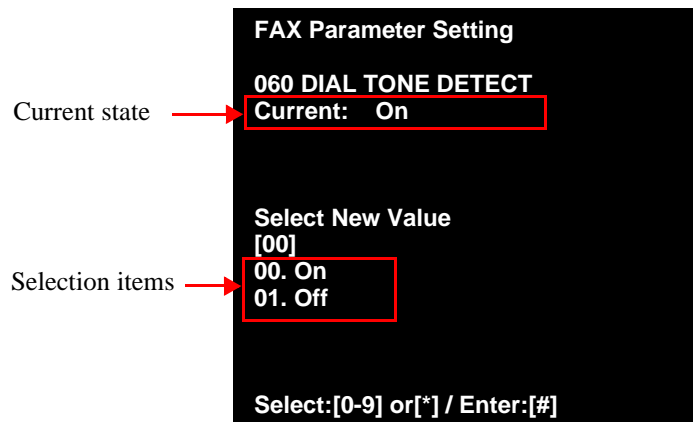 FAX Parameter Setting
060 DIAL TONE DETECT
Current state
Current: On
Select New Value
[00]
Selection items
00. On
01. Off
Select:[0-9] or[*] / Enter:[#]